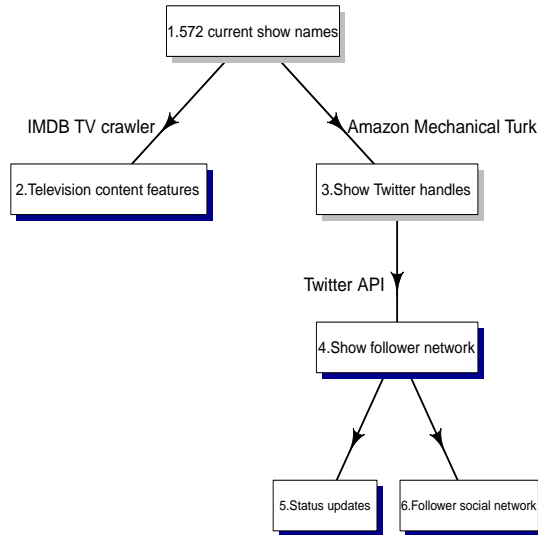 1.572 current show names
IMDB TV crawler
Amazon Mechanical Turk
2.Television content features
3.Show Twitter handles
Twitter API
4.Show follower network
5.Status updates
6.Follower social network